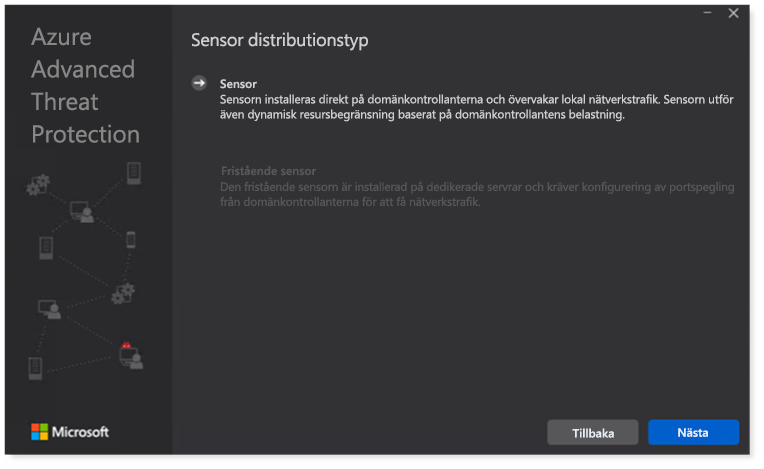 Azure
Advanced
Threat
Protection
Sensor distributionstyp
Sensor
Sensorn installeras direkt på domänkontrollanterna och övervakar lokal nätverkstrafik. Sensorn utför
även dynamisk resursbegränsning baserat på domänkontrollantens belastning.
Fristående sensor
Den fristående sensorn är installerad på dedikerade servrar och kräver konfigurering av portspegling
från domänkontrollanterna för att få nätverkstrafik.
Microsoft
Tillbaka
Nästa